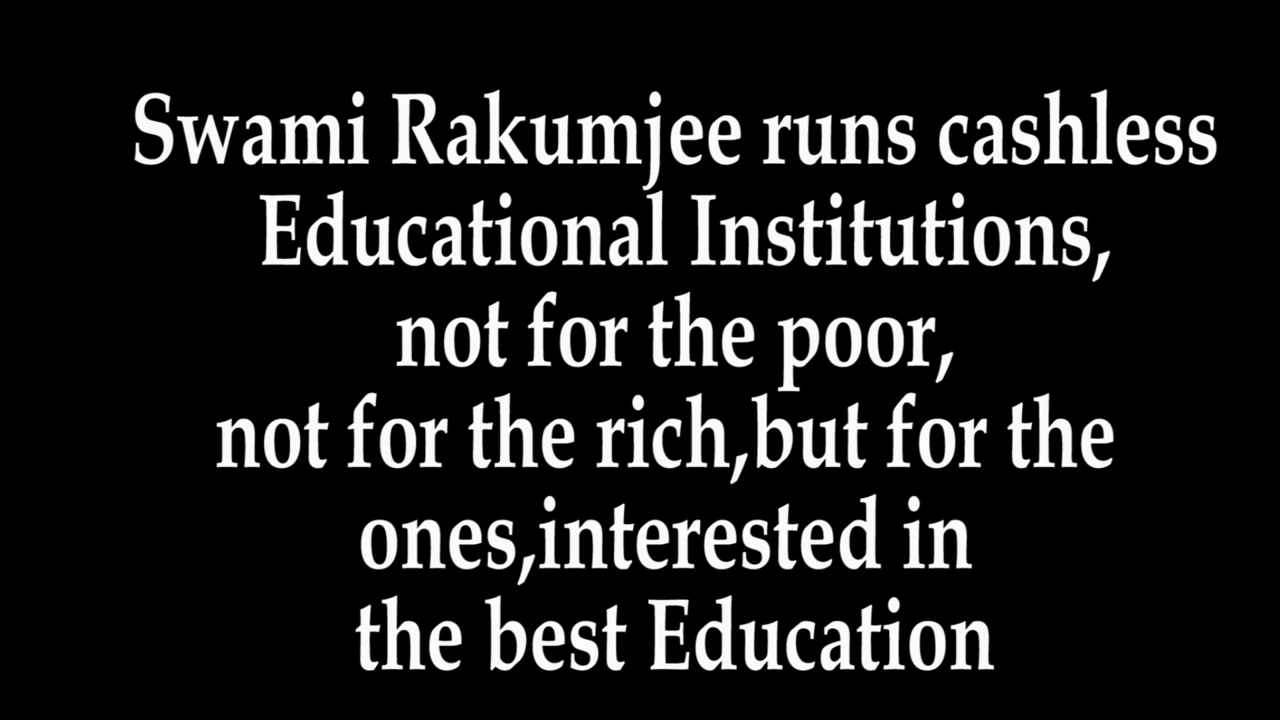 Swami Rakumjee runs cashless
Educational Institutions,
not for the poor,
not for the rich,but for the
ones,interested in
the best Education